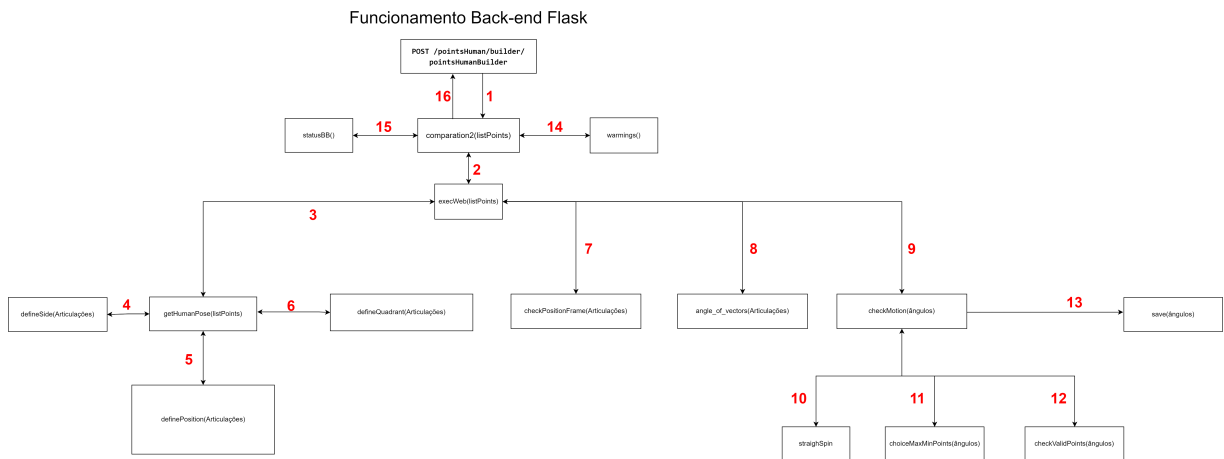 Funcionamento Back-end Flask
POST /pointsHuman/builder/
pointsHumanBuilder
16
1
statusBB()
15
comparation2(listPoints)
14
warnings()
2
execWeb(listPoints)
3
7
8
9
defineSide(Articulações)
4
getHumanPose(listPoints)
6
defineQuadrant(Articulações)
checkPositionFrame(Articulações)
angle_of_vectors(Articulações)
checkMotion(ângulos)
13
save(ângulos)
5
definePosition(Articulações)
10
11
12
straighSpin
choiceMaxMinPoints(ângulos)
checkValidPoints(ângulos)